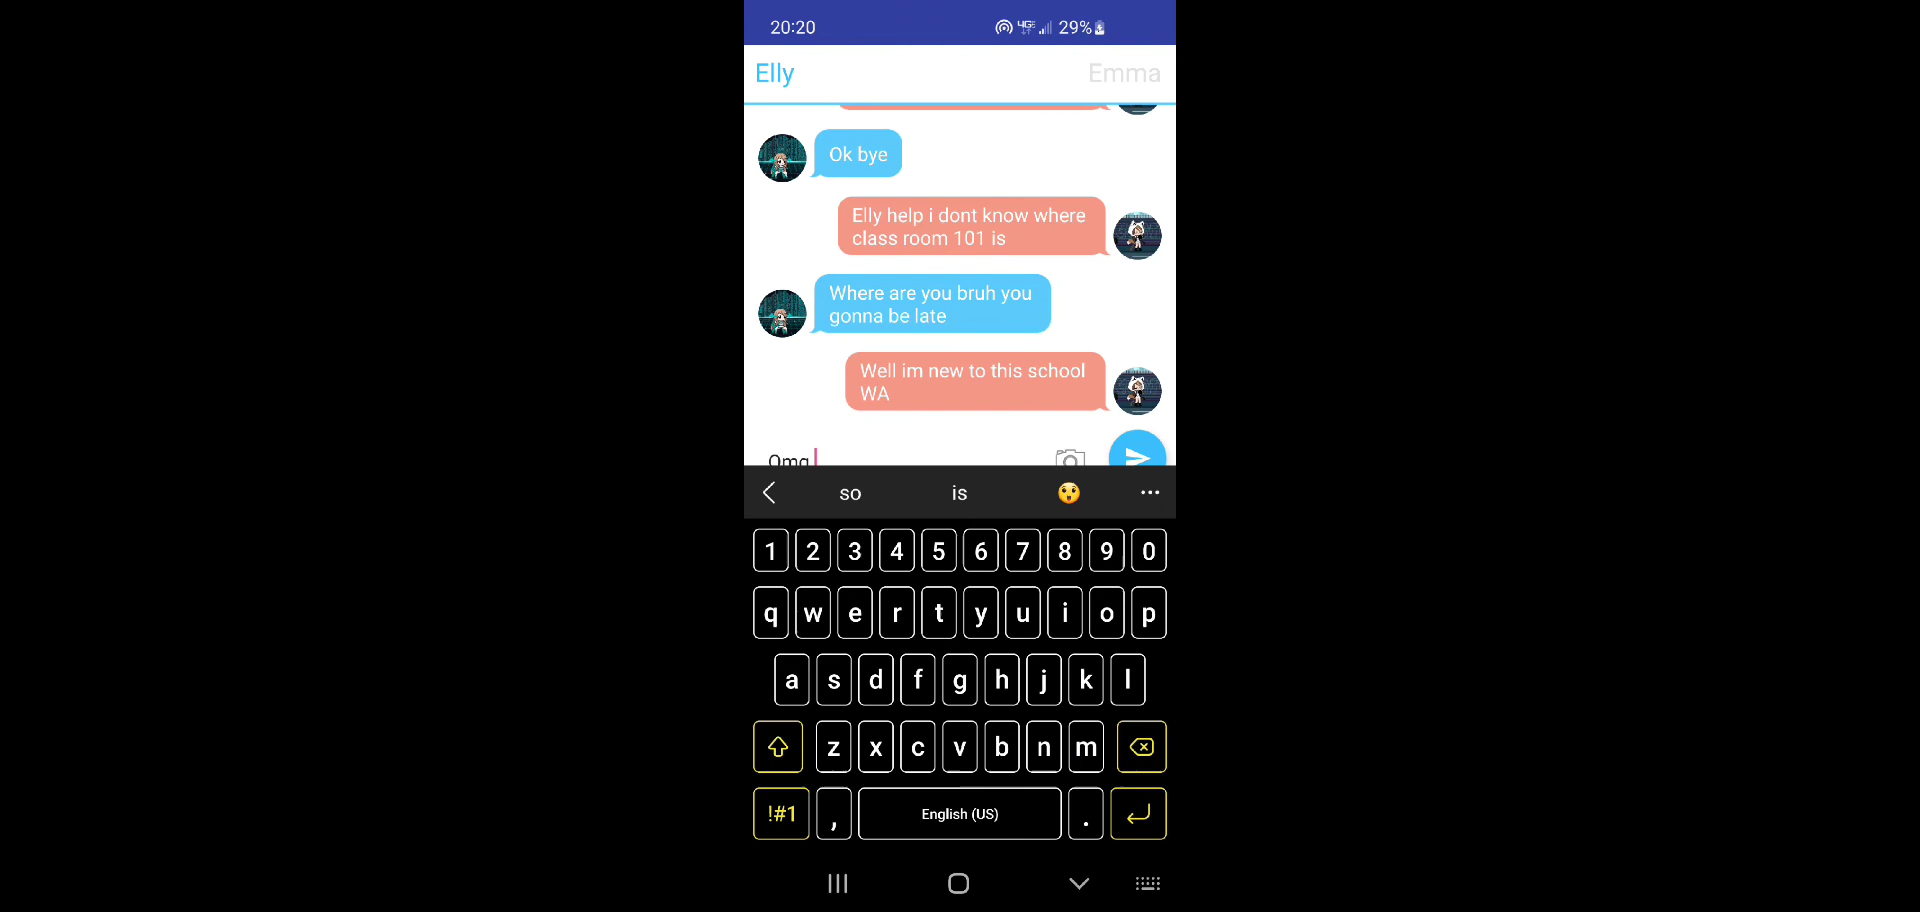 20:20 4GE 29%
Elly Emma
Ok bye
Elly help i dont know where
class room 101 is
Where are you bruh you
gonna be late
Well im new to this school
WA
Omg
so is 😲
1 2 3 4 5 6 7 8 9 0
q w e r t y u i o p
a s d f g h j k l
z x c v b n m
!#1 , English (US) .